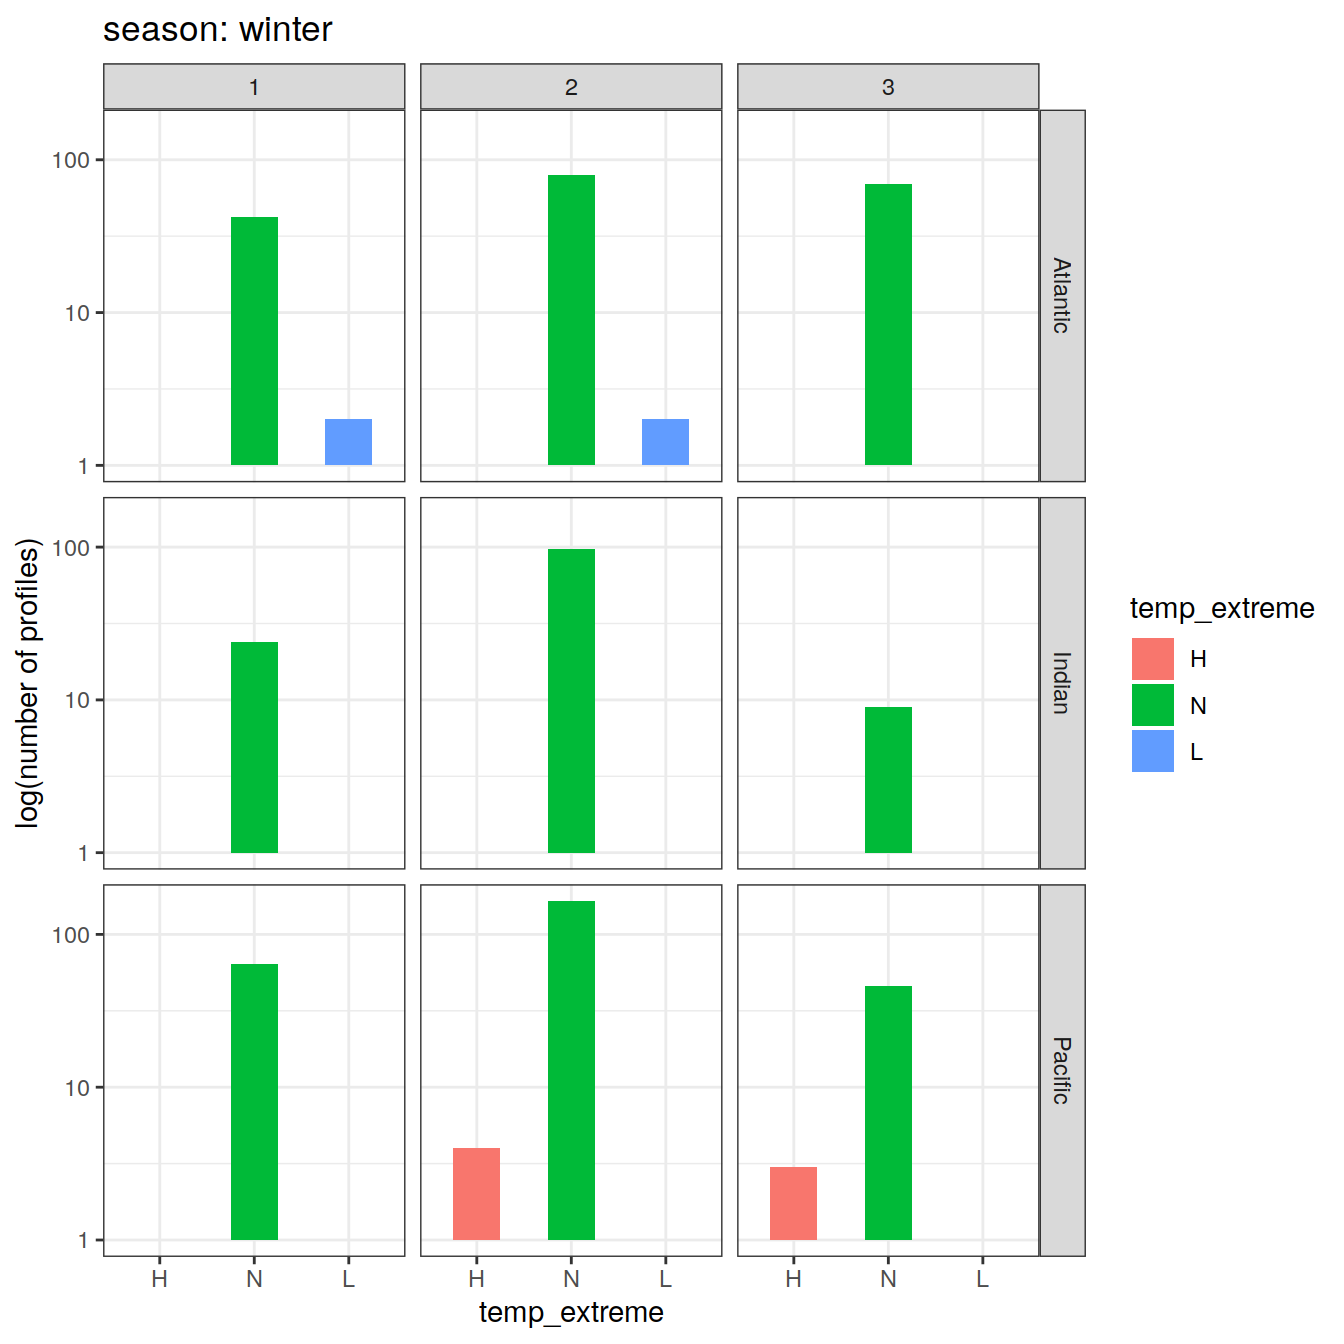 season: winter
1 2 3
100
10
1
Atlantic
100
10
1
Indian
100
10
1
Pacific
log(number of profiles)
H N L H N L H N L
temp_extreme
temp_extreme
H
N
L